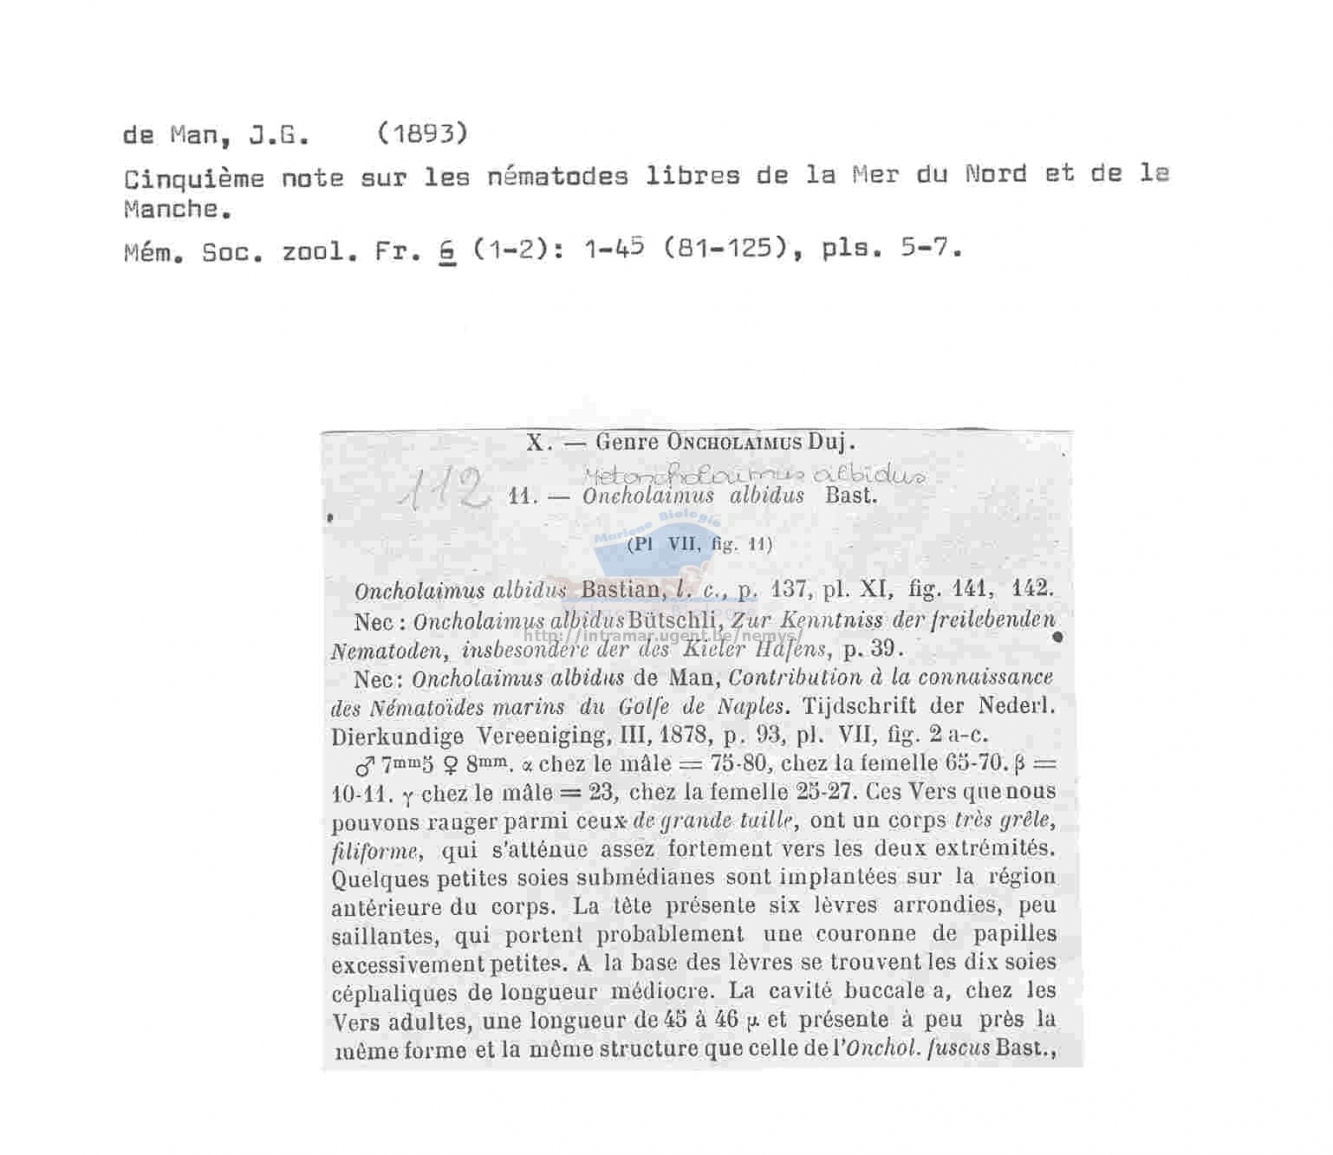 de Man, J.G. (1893)
Cinquième note sur les nématodes libres de la Mer du Nord et de la
Manche.
Mém. Soc. zool. Fr. 6 (1-2): 1-45 (81-125), pls. 5-7.
X. — Genre ONCHOLAIMUS Duj.
Metoncholaimus albidus
112
11. — Oncholaimus albidus Bast.
Marine Biologie
(Pl VII, fig. 11)
Oncholaimus albidus Bastian, l. c., p. 137, pl. XI, fig. 141, 142.
Nec : Oncholaimus albidus Bütschli, Zur Kenntniss der freilebenden
http://intramar.ugent.be/nemys/
Nematoden, insbesondere der des Kieler Hafens, p. 39.
Nec : Oncholaimus albidus de Man, Contribution à la connaissance
des Nématoïdes marins du Golfe de Naples. Tijdschrift der Nederl.
Dierkundige Vereeniging, III, 1878, p. 93, pl. VII, fig. 2 a-c.
♂ 7mm5 ♀ 8mm. α chez le mâle = 75-80, chez la femelle 65-70. β =
10-11. γ chez le mâle = 23, chez la femelle 25-27. Ces Vers que nous
pouvons ranger parmi ceux de grande taille, ont un corps très grêle,
filiforme, qui s'atténue assez fortement vers les deux extrémités.
Quelques petites soies submédianes sont implantées sur la région
antérieure du corps. La tête présente six lèvres arrondies, peu
saillantes, qui portent probablement une couronne de papilles
excessivement petites. A la base des lèvres se trouvent les dix soies
céphaliques de longueur médiocre. La cavité buccale a, chez les
Vers adultes, une longueur de 45 à 46 μ et présente à peu près la
même forme et la même structure que celle de l'Onchol. fuscus Bast.,